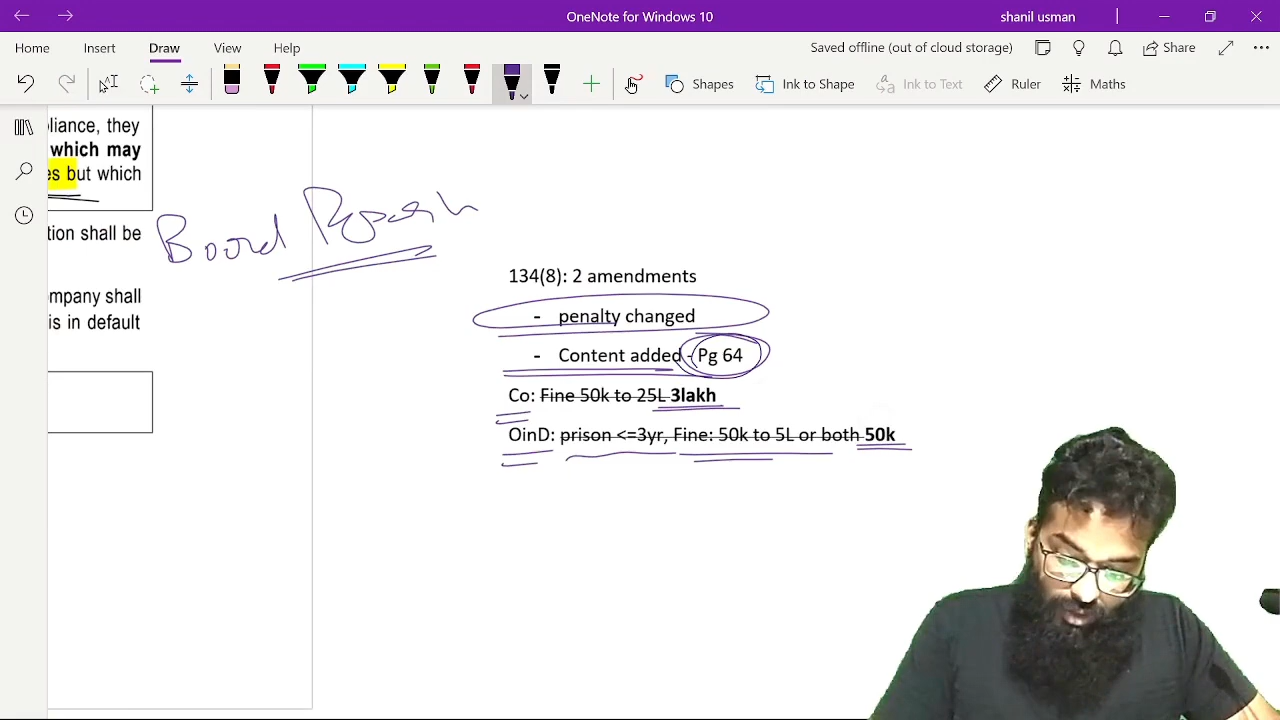 OneNote for Windows 10
shanil usman
Home Insert Draw View Help
Saved offline (out of cloud storage)
Share
Shapes
Ink to Shape
Ink to Text
Ruler
Maths
liance, they
which may
es but which
tion shall be
mpany shall
is in default
Board
134(8): 2 amendments
- penalty changed
- Content added - Pg 64
Co: Fine 50k to 25L 3lakh
OinD: prison <=3yr, Fine: 50k to 5L or both 50k